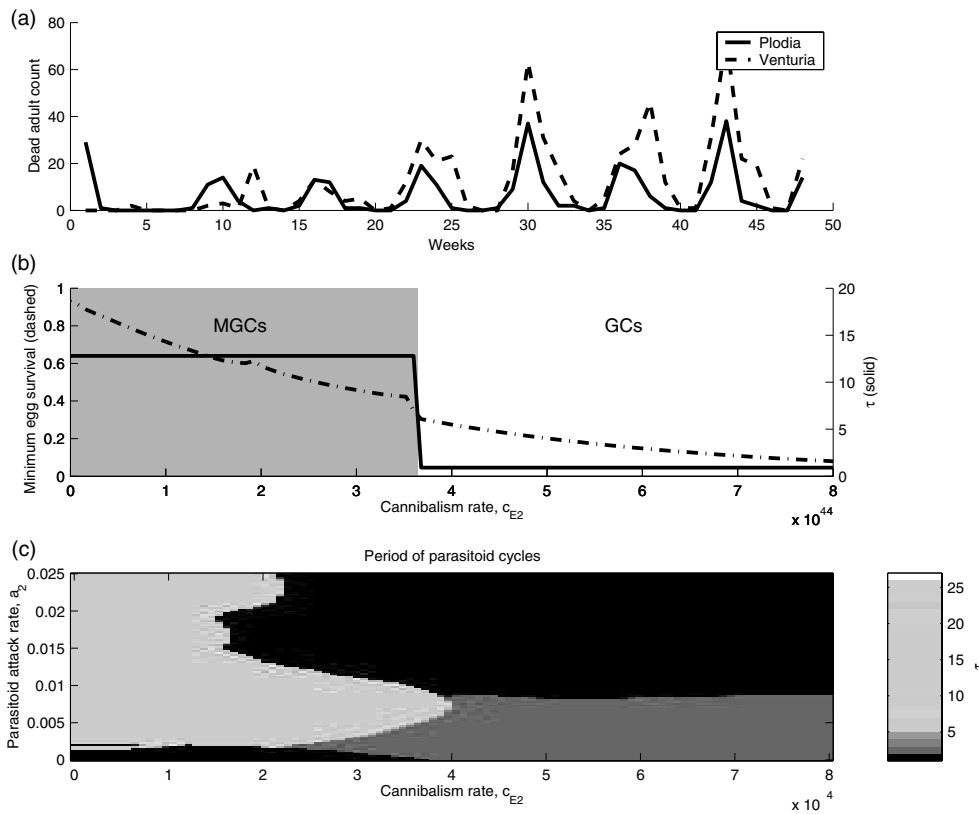 (a)
80
60
40
20
0
Dead adult count
Plodia
Venturia
0 5 10 15 20 25 30 35 40 45 50
Weeks
(b)
1
0.8
0.6
0.4
0.2
0
Minimum egg survival (dashed)
MGCs
GCs
20
15
10
5
0
τ (solid)
0 1 2 3 4 5 6 7 8
Cannibalism rate, cE2
x 10^44
(c)
Period of parasitoid cycles
0.025
0.02
0.015
0.01
0.005
0
Parasitoid attack rate, a2
0 1 2 3 4 5 6 7 8
Cannibalism rate, cE2
x 10^4
25
20
15
10
5
τ